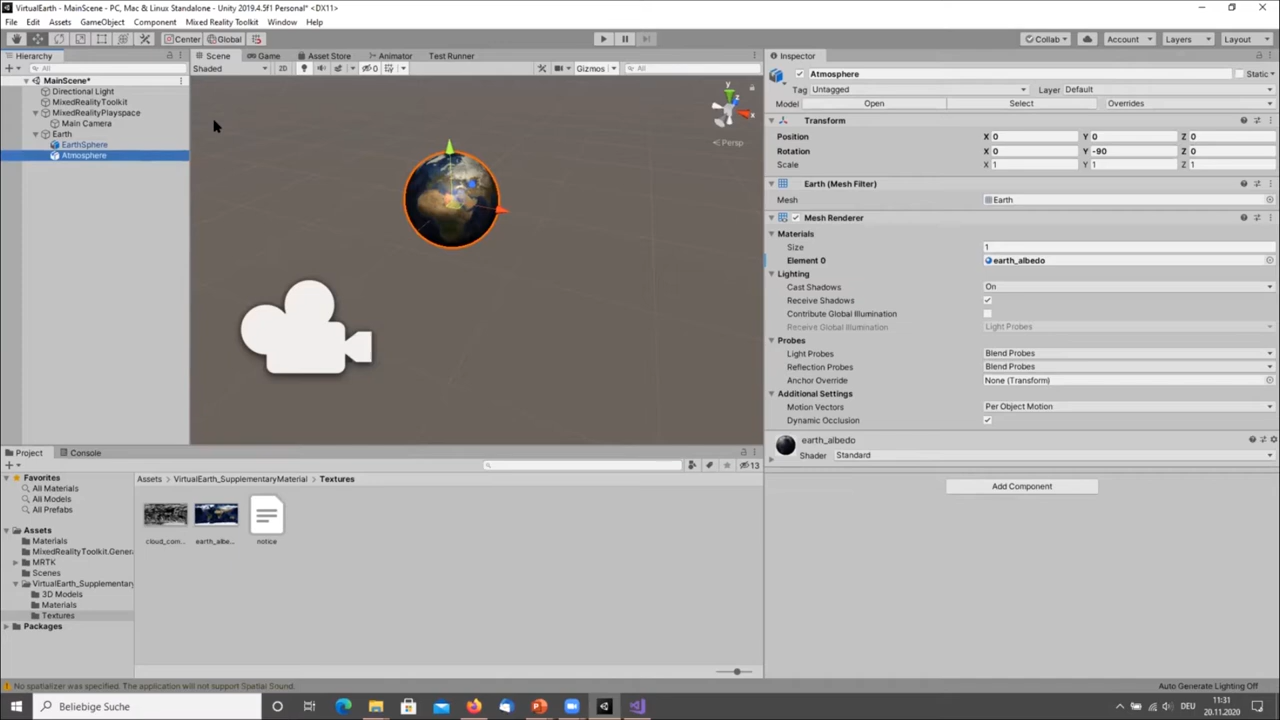 VirtualEarth - MainScene - PC, Mac & Linux Standalone - Unity 2019.4.5f1 Personal* <DX11>
File Edit Assets GameObject Component Mixed Reality Toolkit Window Help
Center Global Collab Account Layers Layout
Hierarchy
All
MainScene*
Directional Light
MixedRealityToolkit
MixedRealityPlayspace
Main Camera
Earth
EarthSphere
Atmosphere
Scene Game Asset Store Animator Test Runner
Shaded 2D 0 Gizmos All
y
z
x
Persp
Inspector
Atmosphere Static
Tag Untagged Layer Default
Model Open Select Overrides
Transform
Position X 0 Y 0 Z 0
Rotation X 0 Y -90 Z 0
Scale X 1 Y 1 Z 1
Earth (Mesh Filter)
Mesh Earth
Mesh Renderer
Materials
Size 1
Element 0 earth_albedo
Lighting
Cast Shadows On
Receive Shadows
Contribute Global Illumination
Receive Global Illumination Light Probes
Probes
Light Probes Blend Probes
Reflection Probes Blend Probes
Anchor Override None (Transform)
Additional Settings
Motion Vectors Per Object Motion
Dynamic Occlusion
earth_albedo
Shader Standard
Add Component
Project Console
13
Favorites
All Materials
All Models
All Prefabs
Assets
Materials
MixedRealityToolkit.Gener
MRTK
Scenes
VirtualEarth_Supplementary
3D Models
Materials
Textures
Packages
Assets VirtualEarth_SupplementaryMaterial Textures
cloud_com... earth_albe... notice
No spatializer was specified. The application will not support Spatial Sound.
Auto Generate Lighting Off
Beliebige Suche
DEU
11:31
20.11.2020